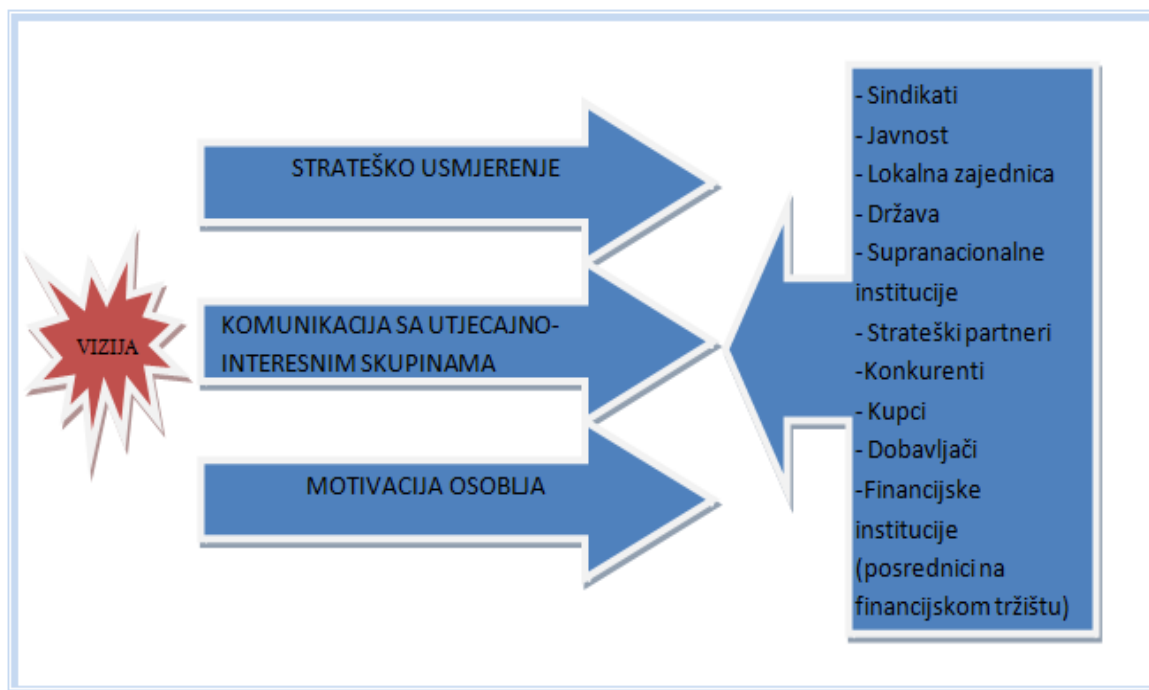 VIZIJA
STRATEŠKO USMJERENJE
KOMUNIKACIJA SA UTJECAJNO-
INTERESNIM SKUPINAMA
MOTIVACIJA OSOBLJA
- Sindikati
- Javnost
- Lokalna zajednica
- Država
- Supranacionalne
institucije
- Strateški partneri
-Konkurenti
- Kupci
- Dobavljači
-Financijske
institucije
(posrednici na
financijskom tržištu)